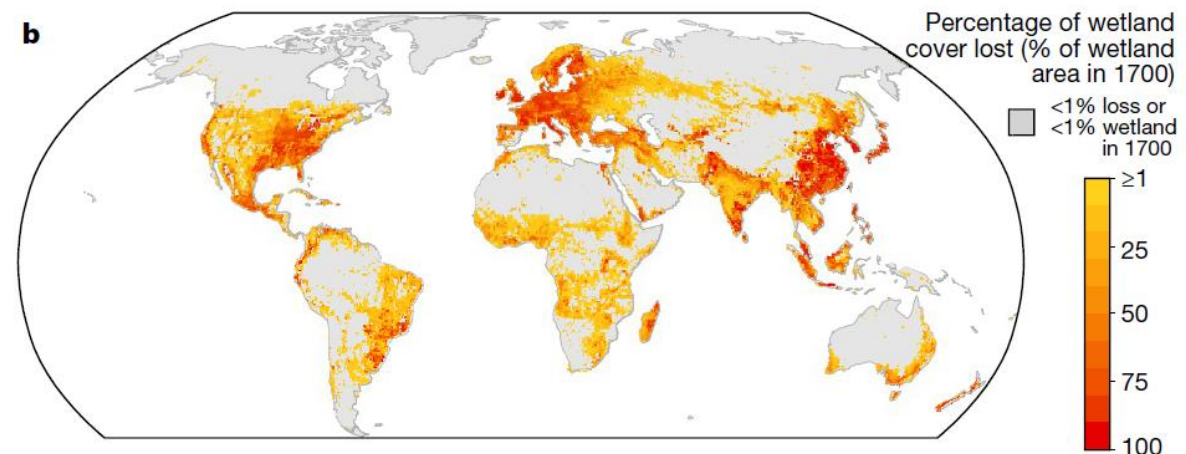 b
Percentage of wetland
cover lost (% of wetland
area in 1700)
<1% loss or
<1% wetland
in 1700
≥1
25
50
75
100